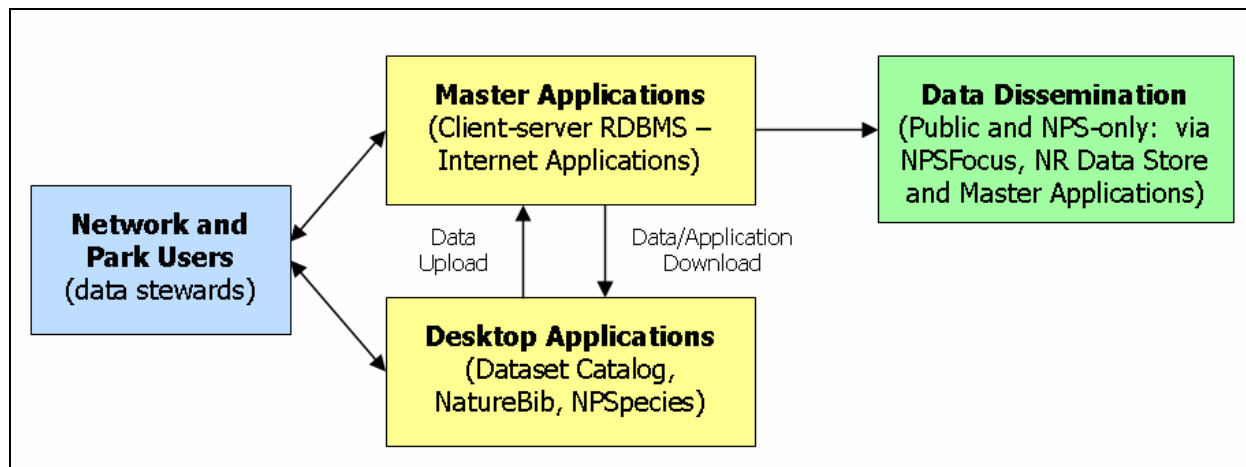 Network and
Park Users
(data stewards)
Master Applications
(Client-server RDBMS –
Internet Applications)
Data
Upload
Data/Application
Download
Desktop Applications
(Dataset Catalog,
NatureBib, NPSpecies)
Data Dissemination
(Public and NPS-only:  via
NPSFocus, NR Data Store
and Master Applications)